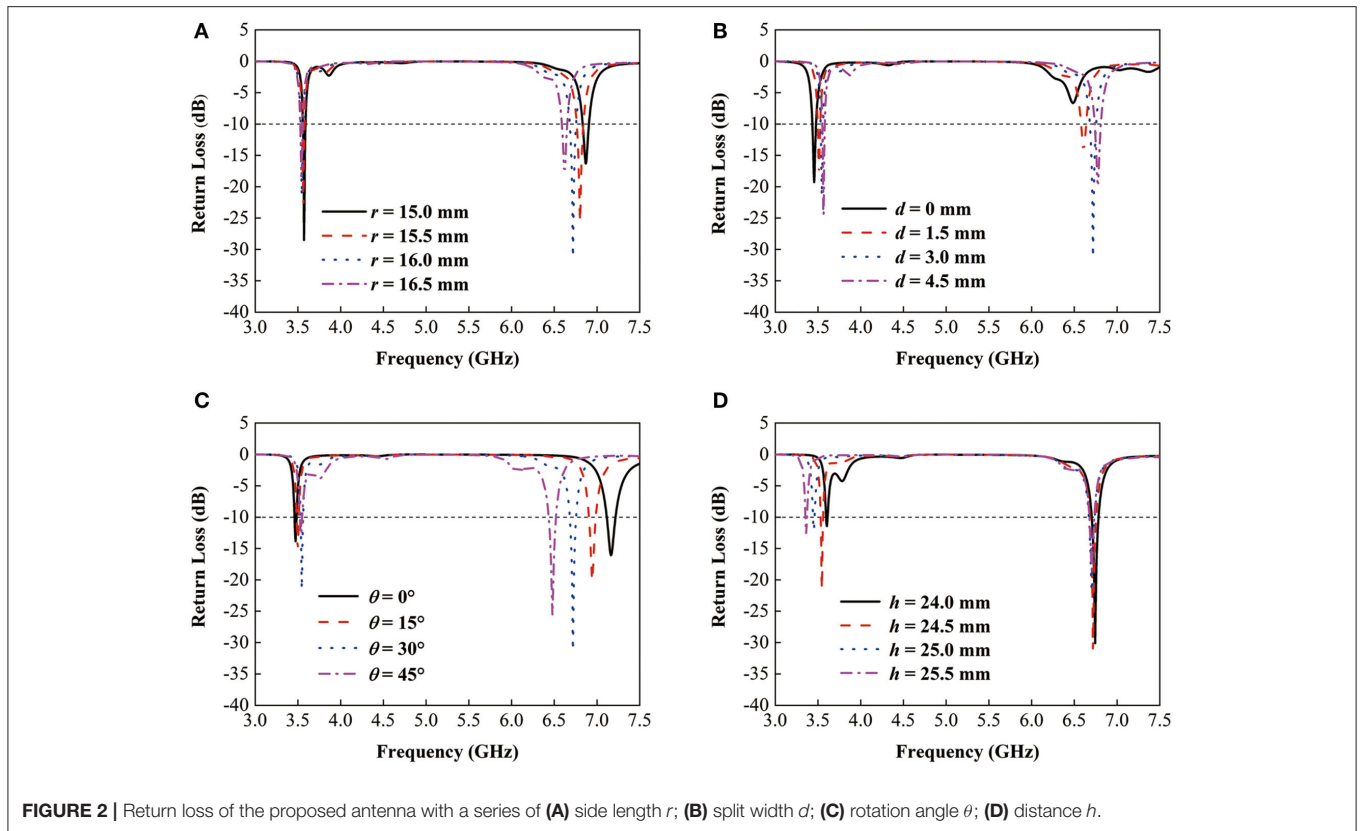 A
5
0
-5
-10
-15
-20
-25
-30
-35
-40
Return Loss (dB)
r = 15.0 mm
r = 15.5 mm
r = 16.0 mm
r = 16.5 mm
3.0 3.5 4.0 4.5 5.0 5.5 6.0 6.5 7.0 7.5
Frequency (GHz)
B
5
0
-5
-10
-15
-20
-25
-30
-35
-40
Return Loss (dB)
d = 0 mm
d = 1.5 mm
d = 3.0 mm
d = 4.5 mm
3.0 3.5 4.0 4.5 5.0 5.5 6.0 6.5 7.0 7.5
Frequency (GHz)
C
5
0
-5
-10
-15
-20
-25
-30
-35
-40
Return Loss (dB)
θ = 0°
θ = 15°
θ = 30°
θ = 45°
3.0 3.5 4.0 4.5 5.0 5.5 6.0 6.5 7.0 7.5
Frequency (GHz)
D
5
0
-5
-10
-15
-20
-25
-30
-35
-40
Return Loss (dB)
h = 24.0 mm
h = 24.5 mm
h = 25.0 mm
h = 25.5 mm
3.0 3.5 4.0 4.5 5.0 5.5 6.0 6.5 7.0 7.5
Frequency (GHz)
FIGURE 2 | Return loss of the proposed antenna with a series of (A) side length r; (B) split width d; (C) rotation angle θ; (D) distance h.